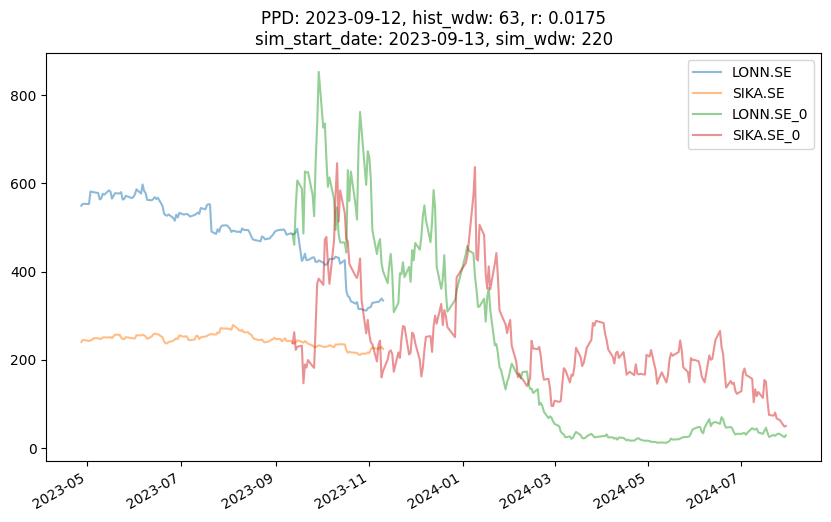 PPD: 2023-09-12, hist_wdw: 63, r: 0.0175
sim_start_date: 2023-09-13, sim_wdw: 220
LONN.SE
SIKA.SE
LONN.SE_0
SIKA.SE_0
800
600
400
200
0
2023-05
2023-07
2023-09
2023-11
2024-01
2024-03
2024-05
2024-07